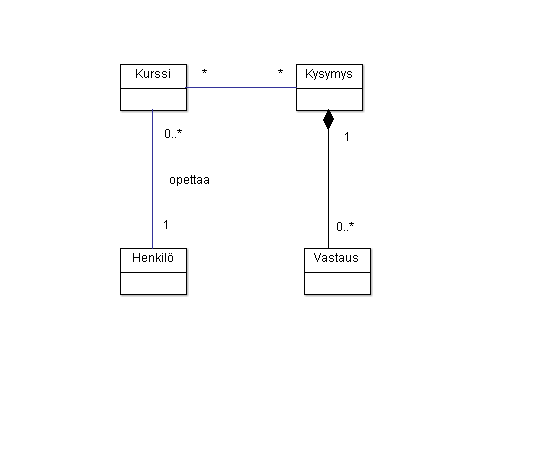 Kurssi
* *
Kysymys
0..*
1
opettaa
1
0..*
Henkilö
Vastaus